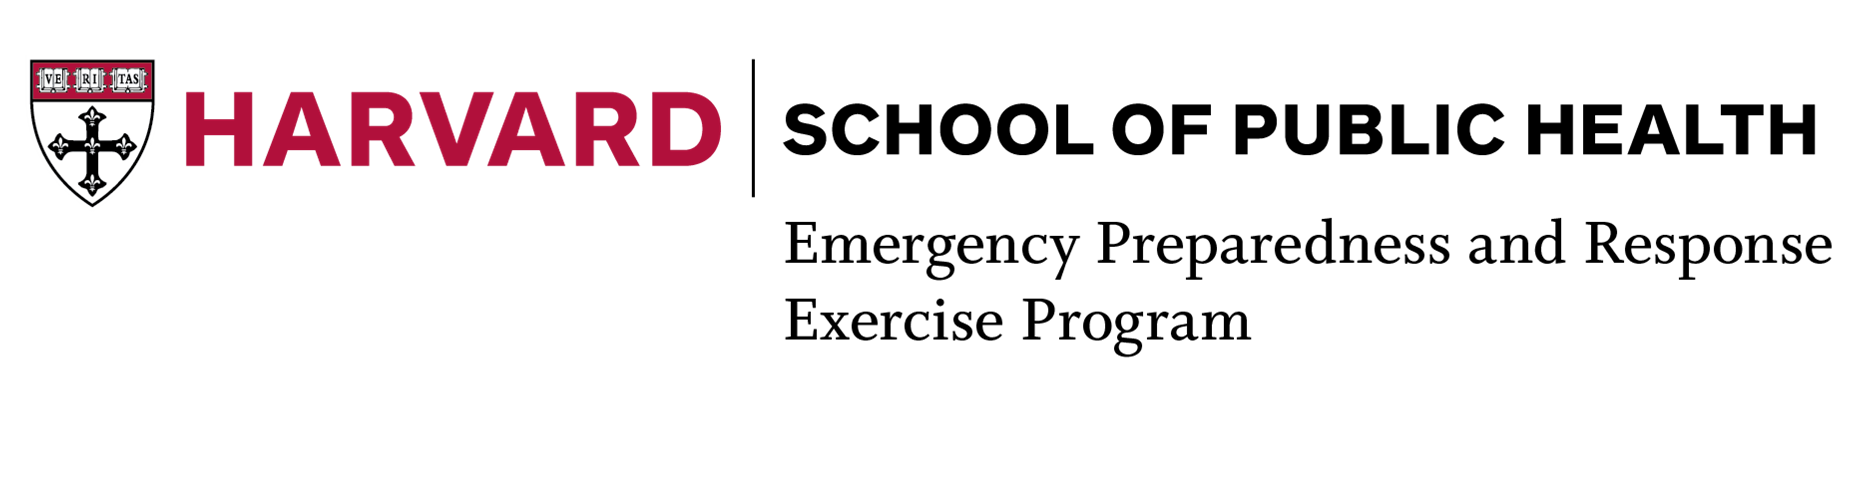 VE RI TAS
HARVARD
SCHOOL OF PUBLIC HEALTH
Emergency Preparedness and Response
Exercise Program